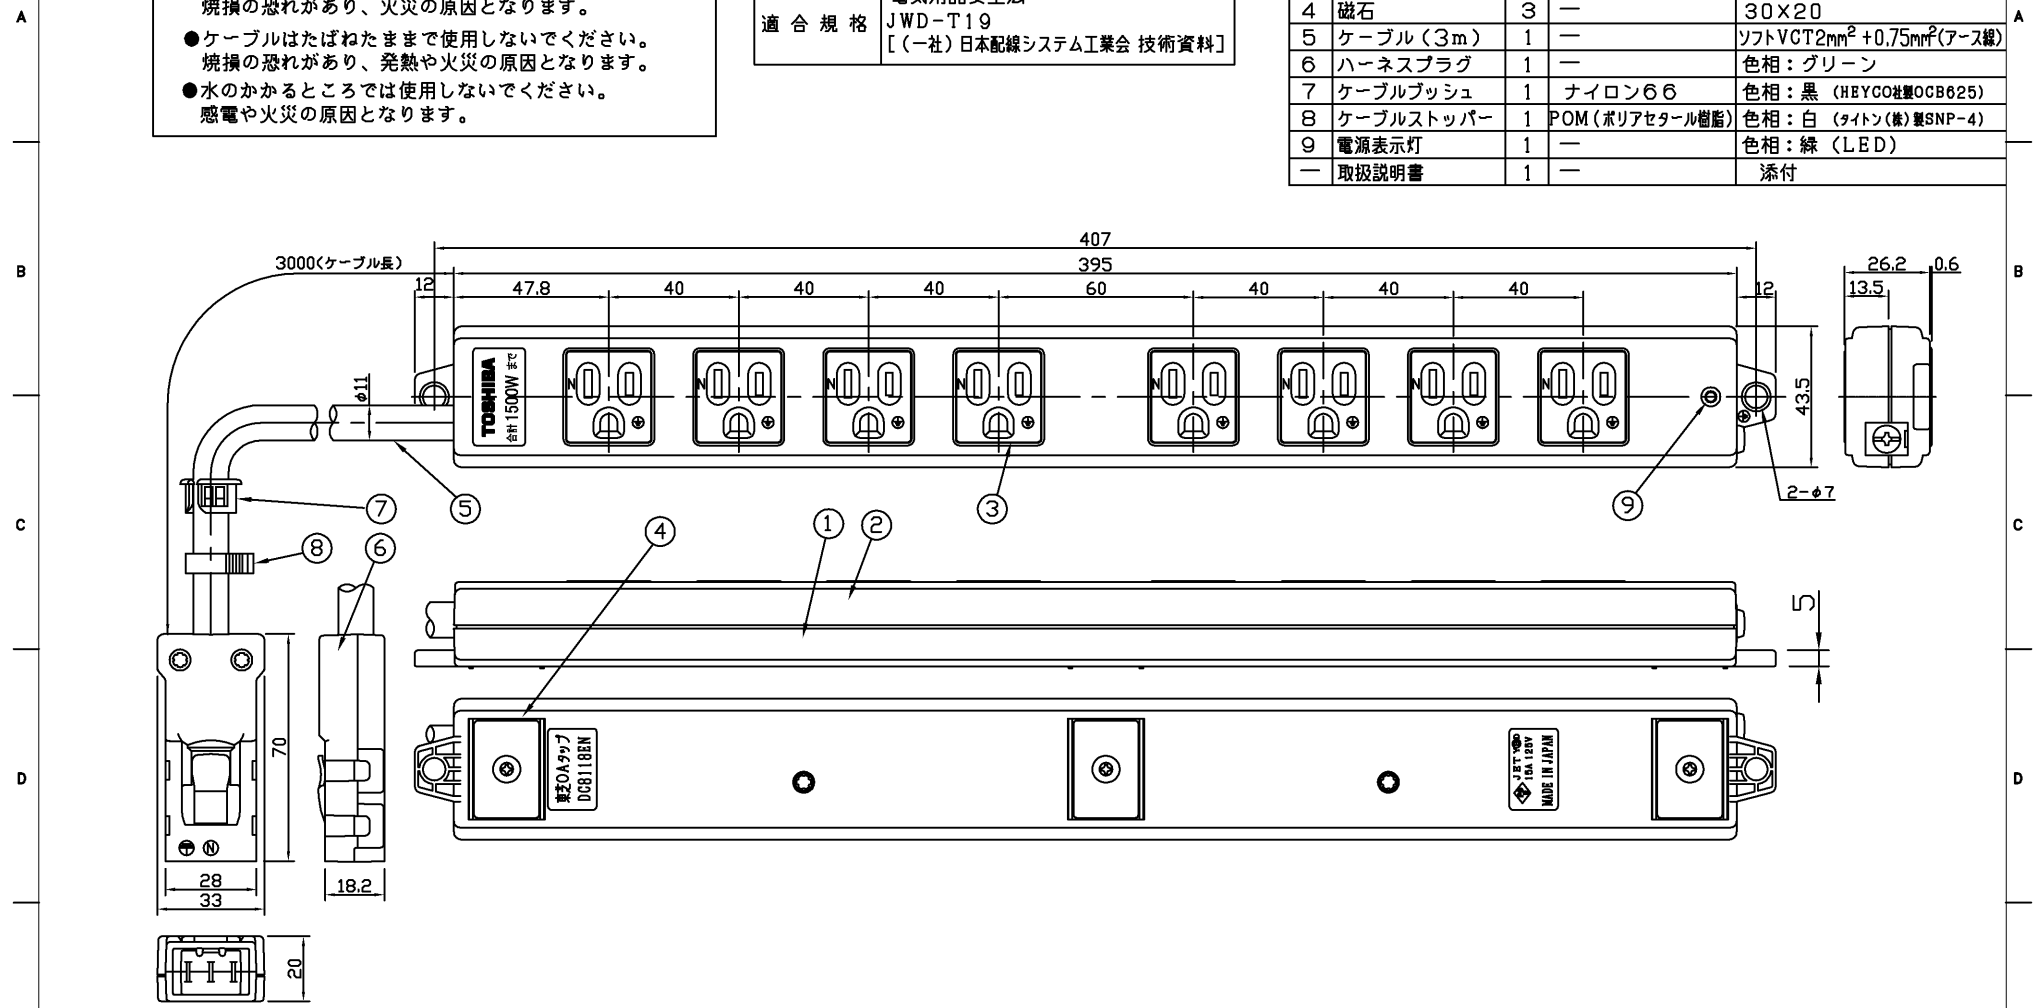 A
焼損の恐れがあり、火災の原因となります。
●ケーブルはたばねたままで使用しないでください。
焼損の恐れがあり、発熱や火災の原因となります。
●水のかかるところでは使用しないでください。
感電や火災の原因となります。
適合規格
JWD-T19
[(一社)日本配線システム工業会 技術資料]
4 磁石 3 — 30X20
5 ケーブル(3m) 1 — ソフトVCT2mm²+0.75mm²(アース線)
6 ハーネスプラグ 1 — 色相:グリーン
7 ケーブルブッシュ 1 ナイロン66 色相:黒 (HEYCO社製OCB625)
8 ケーブルストッパー 1 POM(ポリアセタール樹脂) 色相:白 (タイトン(株)製SNP-4)
9 電源表示灯 1 — 色相:緑 (LED)
— 取扱説明書 1 — 添付
A
B
407
3000(ケーブル長)
395
12
47.8
40
40
40
60
40
40
40
12
26.2
0.6
13.5
B
φ11
TOSHIBA
合計1500Wまで
N
N
N
N
N
N
N
N
43.5
2-φ7
C
7
5
3
9
4
1
2
8
6
C
5
D
70
N
28
33
18.2
20
東芝OAタップ
DC8118EN
JET
15A 125V
MADE IN JAPAN
D